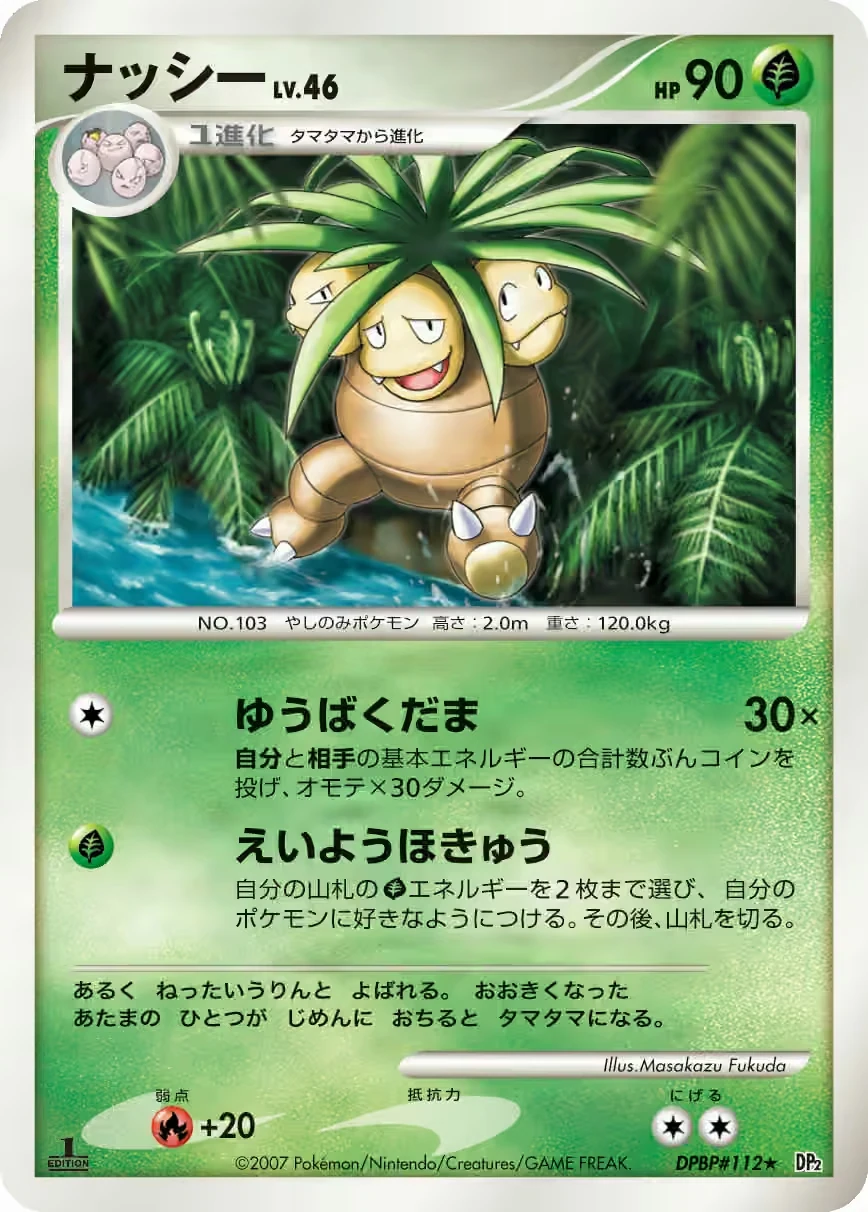 ナッシー LV.46 HP 90
1進化 タマタマから進化
NO.103 やしのみポケモン 高さ：2.0m 重さ：120.0kg
ゆうばくだま 30×
自分と相手の基本エネルギーの合計数ぶんコインを
投げ、オモテ×30ダメージ。
えいようほきゅう
自分の山札のエネルギーを2枚まで選び、自分の
ポケモンに好きなようにつける。その後、山札を切る。
あるく ねったいうりんと よばれる。 おおきくなった
あたまの ひとつが じめんに おちると タマタマになる。
Illus.Masakazu Fukuda
弱点 抵抗力 にげる
+20
1 EDITION ©2007 Pokémon/Nintendo/Creatures/GAME FREAK. DPBP#112★ DP2